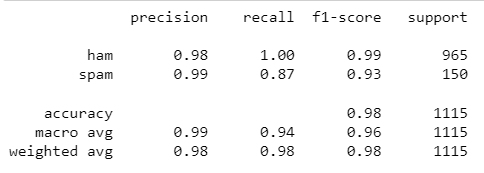 precision recall f1-score support
ham 0.98 1.00 0.99 965
spam 0.99 0.87 0.93 150
accuracy 0.98 1115
macro avg 0.99 0.94 0.96 1115
weighted avg 0.98 0.98 0.98 1115